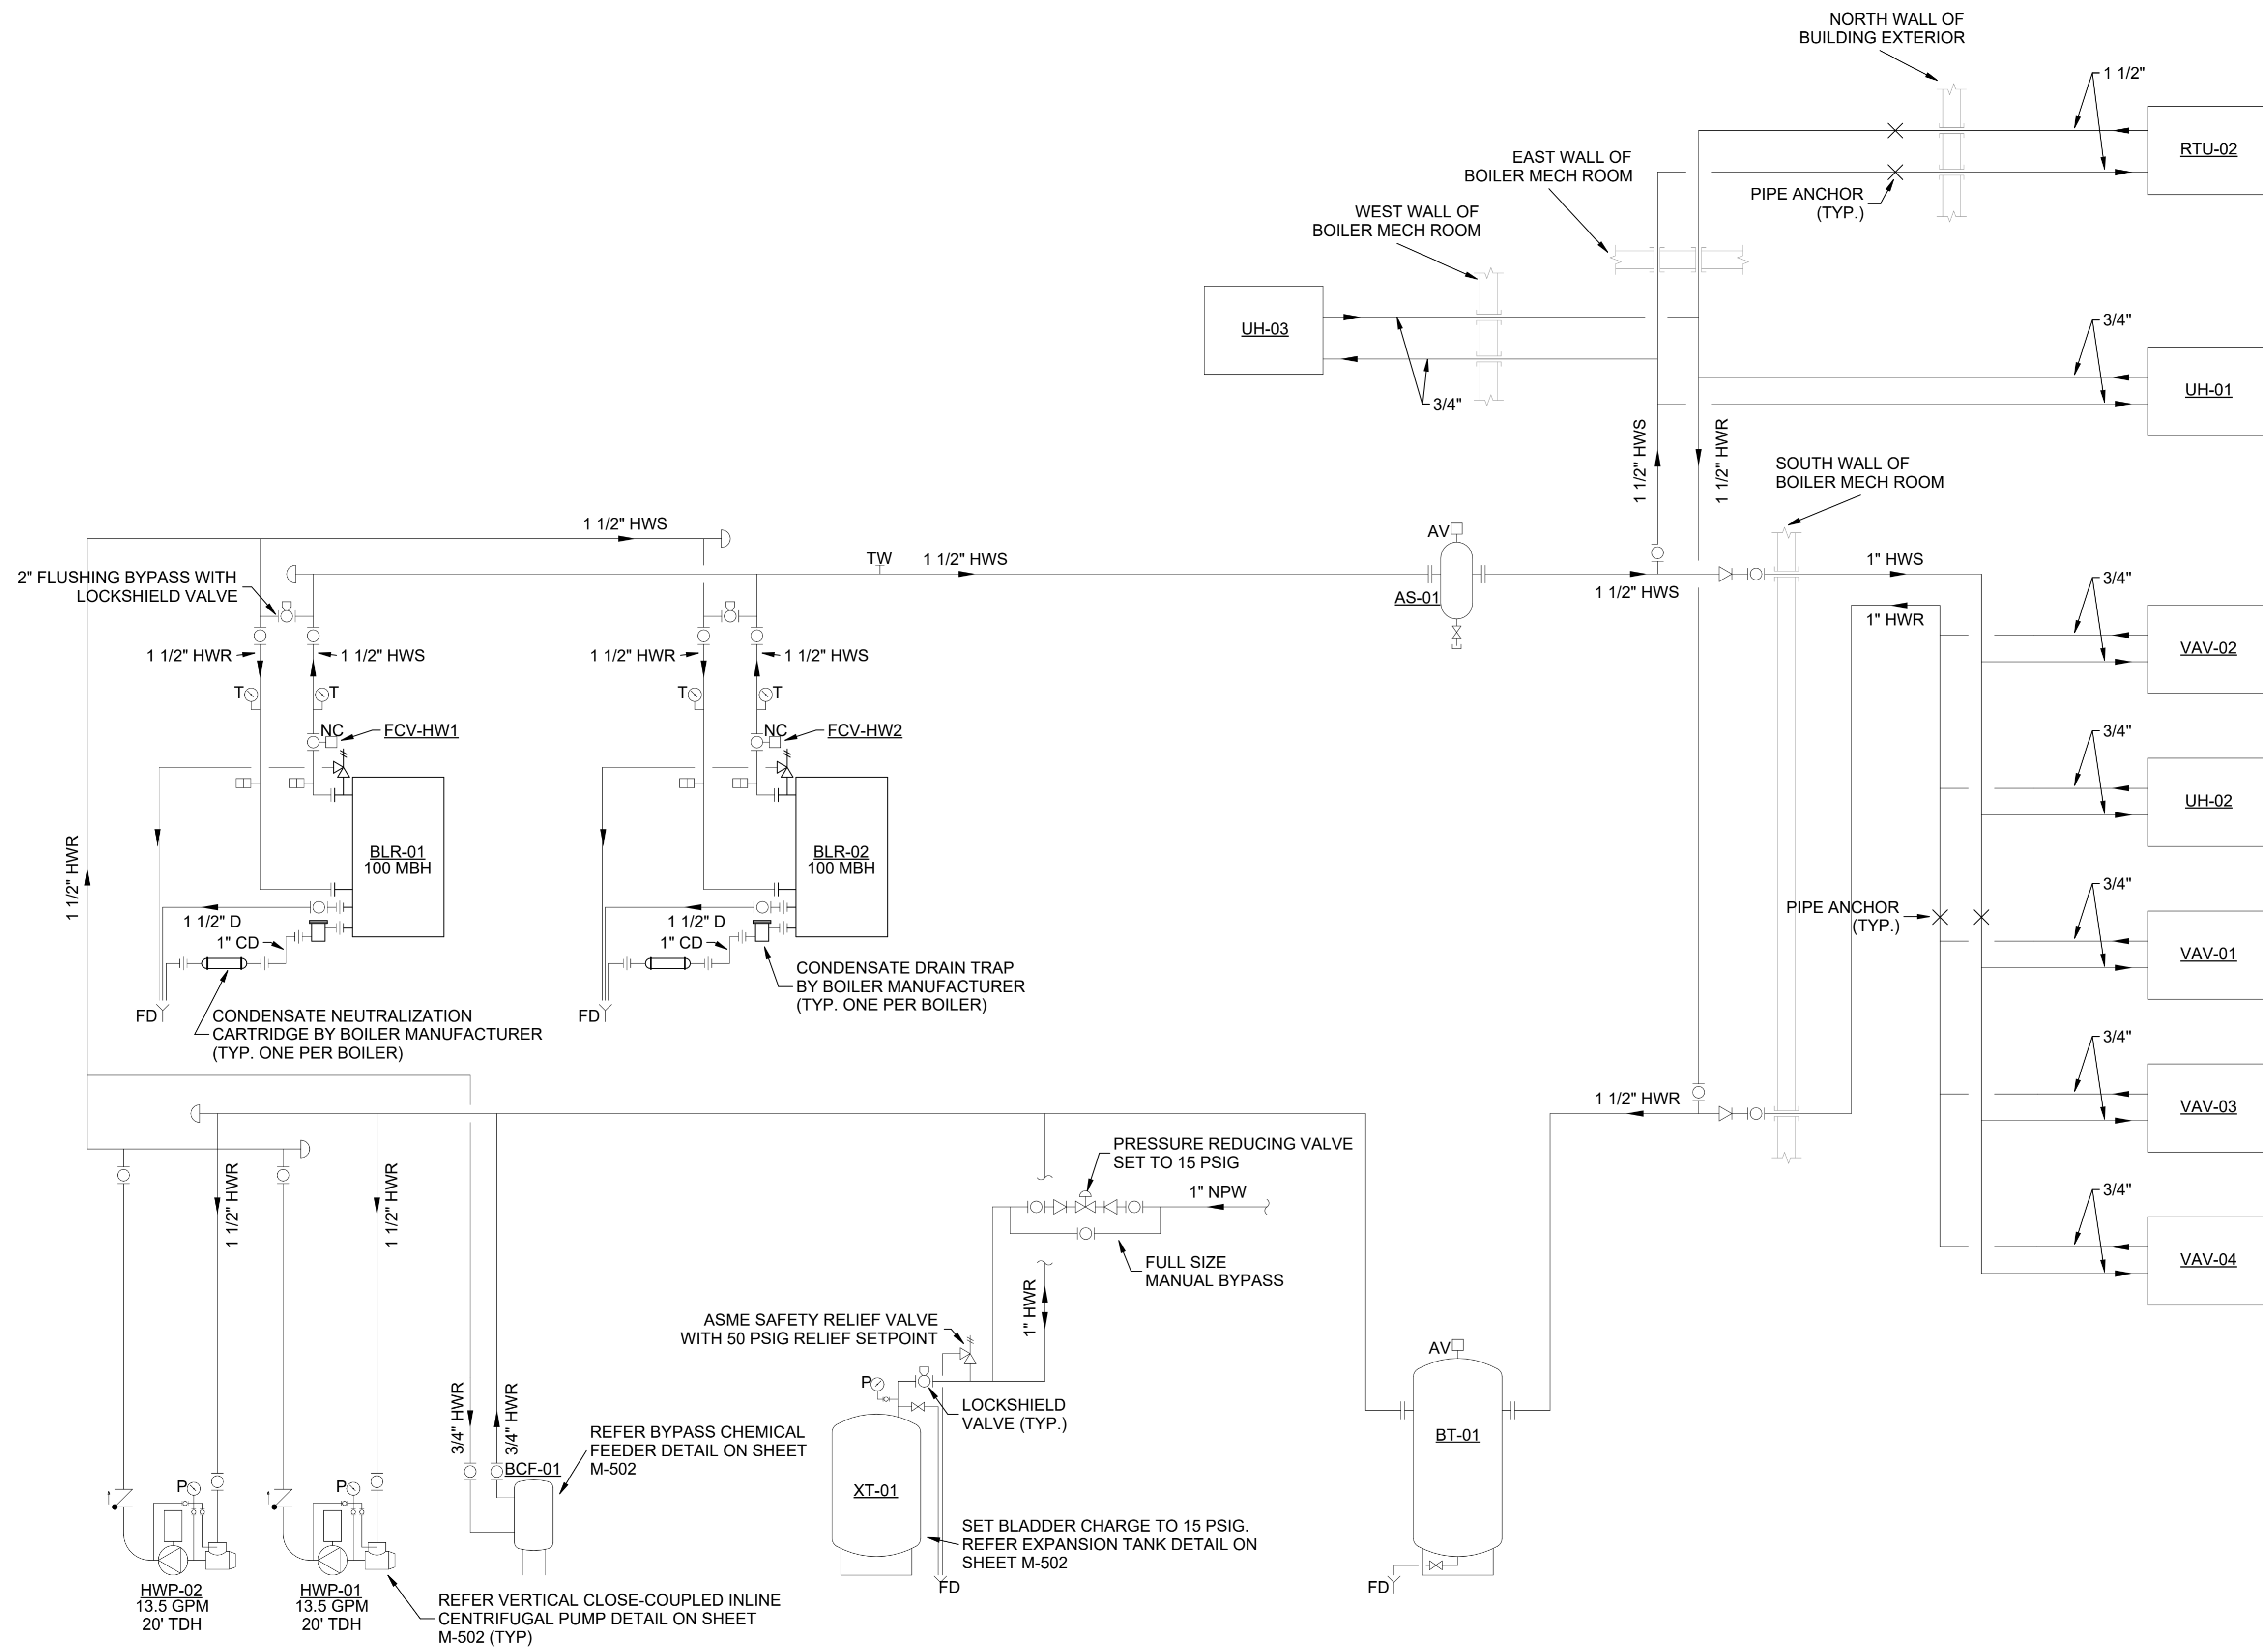 NORTH WALL OF
BUILDING EXTERIOR
1 1/2"
RTU-02
EAST WALL OF
BOILER MECH ROOM
PIPE ANCHOR
(TYP.)
WEST WALL OF
BOILER MECH ROOM
UH-03
3/4"
3/4"
UH-01
1 1/2" HWS
1 1/2" HWR
SOUTH WALL OF
BOILER MECH ROOM
1 1/2" HWS
TW
1 1/2" HWS
AV
AS-01
1 1/2" HWS
1" HWS
1" HWR
3/4"
VAV-02
2" FLUSHING BYPASS WITH
LOCKSHIELD VALVE
1 1/2" HWR
1 1/2" HWS
1 1/2" HWR
1 1/2" HWS
T
T
T
T
NC
FCV-HW1
NC
FCV-HW2
3/4"
UH-02
BLR-01
100 MBH
BLR-02
100 MBH
1 1/2" HWR
3/4"
VAV-01
PIPE ANCHOR
(TYP.)
1 1/2" D
1" CD
1 1/2" D
1" CD
CONDENSATE DRAIN TRAP
BY BOILER MANUFACTURER
(TYP. ONE PER BOILER)
FD
CONDENSATE NEUTRALIZATION
CARTRIDGE BY BOILER MANUFACTURER
(TYP. ONE PER BOILER)
FD
3/4"
VAV-03
1 1/2" HWR
PRESSURE REDUCING VALVE
SET TO 15 PSIG
1" NPW
1 1/2" HWR
1 1/2" HWR
FULL SIZE
MANUAL BYPASS
3/4"
VAV-04
1" HWR
ASME SAFETY RELIEF VALVE
WITH 50 PSIG RELIEF SETPOINT
P
LOCKSHIELD
VALVE (TYP.)
AV
BT-01
3/4" HWR
3/4" HWR
REFER BYPASS CHEMICAL
FEEDER DETAIL ON SHEET
M-502
BCF-01
XT-01
P
P
SET BLADDER CHARGE TO 15 PSIG.
REFER EXPANSION TANK DETAIL ON
SHEET M-502
FD
FD
HWP-02
13.5 GPM
20' TDH
HWP-01
13.5 GPM
20' TDH
REFER VERTICAL CLOSE-COUPLED INLINE
CENTRIFUGAL PUMP DETAIL ON SHEET
M-502 (TYP)